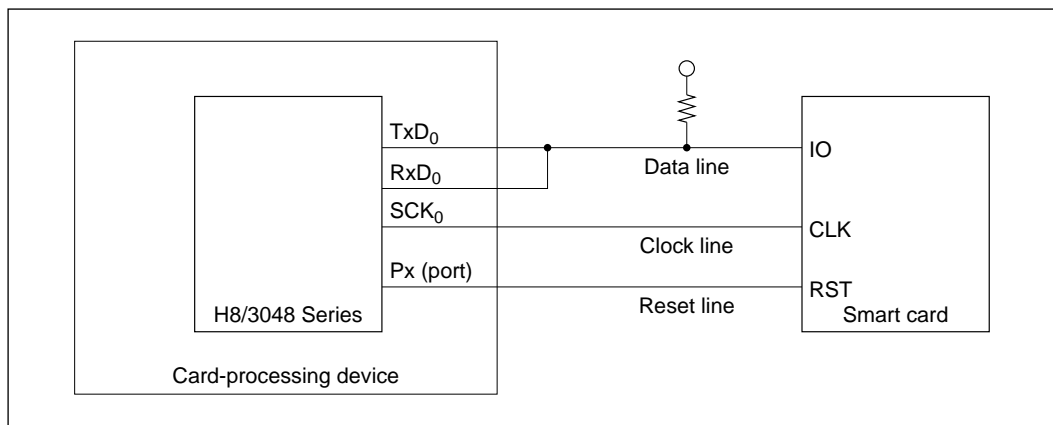 TxD0
RxD0
SCK0
Px (port)
H8/3048 Series
Card-processing device
Data line
Clock line
Reset line
IO
CLK
RST
Smart card